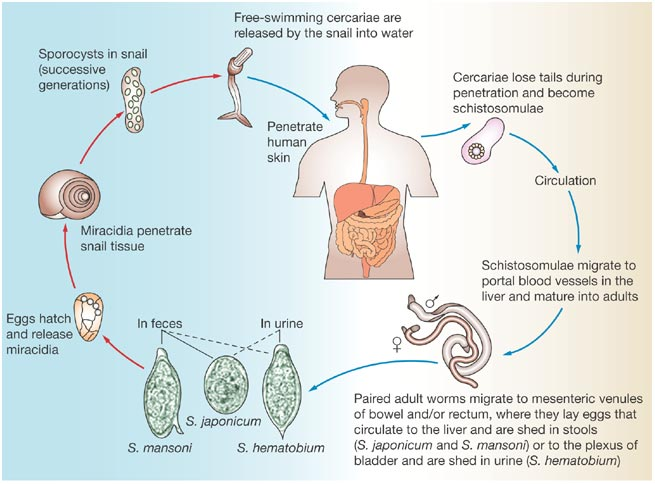 Free-swimming cercariae are
released by the snail into water
Sporocysts in snail
(successive
generations)
Penetrate
human
skin
Cercariae lose tails during
penetration and become
schistosomulae
Circulation
Schistosomulae migrate to
portal blood vessels in the
liver and mature into adults
♂
♀
Paired adult worms migrate to mesenteric venules
of bowel and/or rectum, where they lay eggs that
circulate to the liver and are shed in stools
(S. japonicum and S. mansoni) or to the plexus of
bladder and are shed in urine (S. hematobium)
In feces
In urine
S. mansoni
S. japonicum
S. hematobium
Eggs hatch
and release
miracidia
Miracidia penetrate
snail tissue